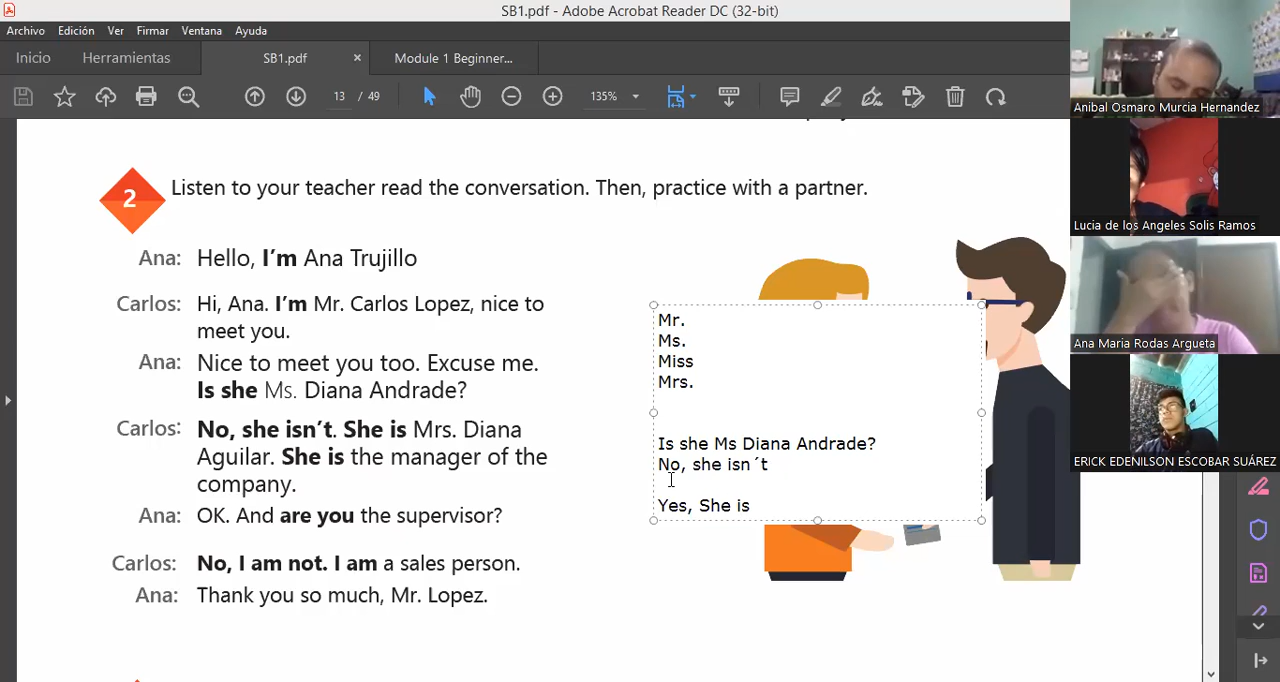 SB1.pdf - Adobe Acrobat Reader DC (32-bit)
Archivo Edición Ver Firmar Ventana Ayuda
Inicio Herramientas SB1.pdf × Module 1 Beginner...
13 / 49 135%
2 Listen to your teacher read the conversation. Then, practice with a partner.
Ana: Hello, I'm Ana Trujillo
Carlos: Hi, Ana. I'm Mr. Carlos Lopez, nice to
meet you.
Ana: Nice to meet you too. Excuse me.
Is she Ms. Diana Andrade?
Carlos: No, she isn't. She is Mrs. Diana
Aguilar. She is the manager of the
company.
Ana: OK. And are you the supervisor?
Carlos: No, I am not. I am a sales person.
Ana: Thank you so much, Mr. Lopez.
Mr.
Ms.
Miss
Mrs.
Is she Ms Diana Andrade?
No, she isn´t
Yes, She is
Anibal Osmaro Murcia Hernandez
Lucia de los Angeles Solis Ramos
Ana Maria Rodas Argueta
ERICK EDENILSON ESCOBAR SUÁREZ